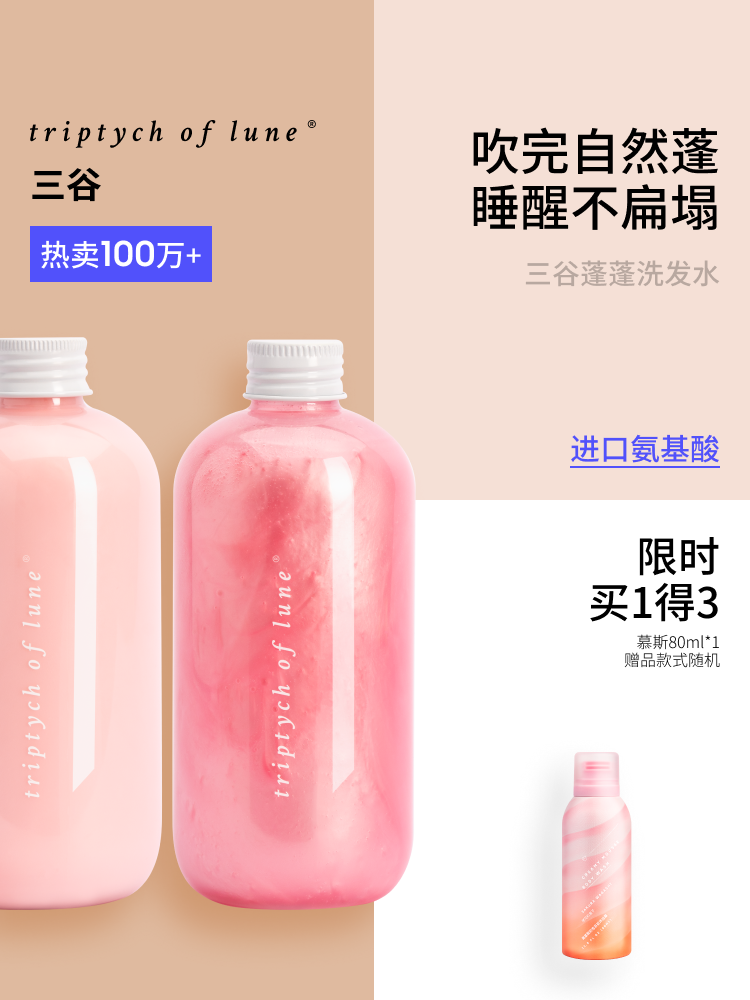 triptych of lune®
三谷
热卖100万+
吹完自然蓬
睡醒不扁塌
三谷蓬蓬洗发水
进口氨基酸
限时
买1得3
慕斯80ml*1
赠品款式随机
triptych of lune®
triptych of lune®